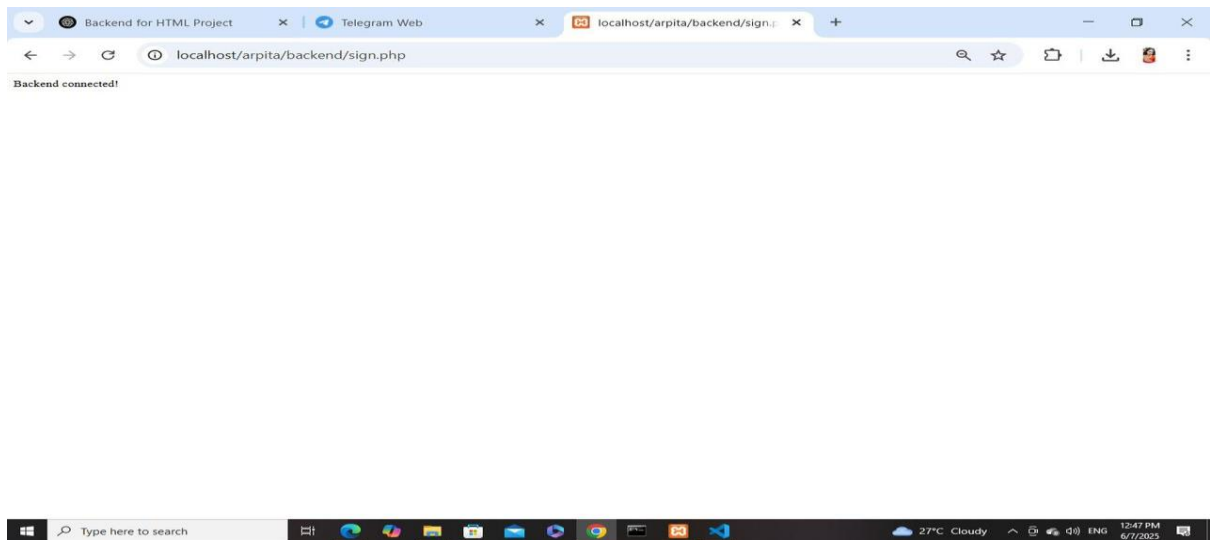 Backend for HTML Project
Telegram Web
localhost/arpita/backend/sign.p
localhost/arpita/backend/sign.php
Backend connected!
Type here to search
27°C Cloudy
ENG
12:47 PM
6/7/2025